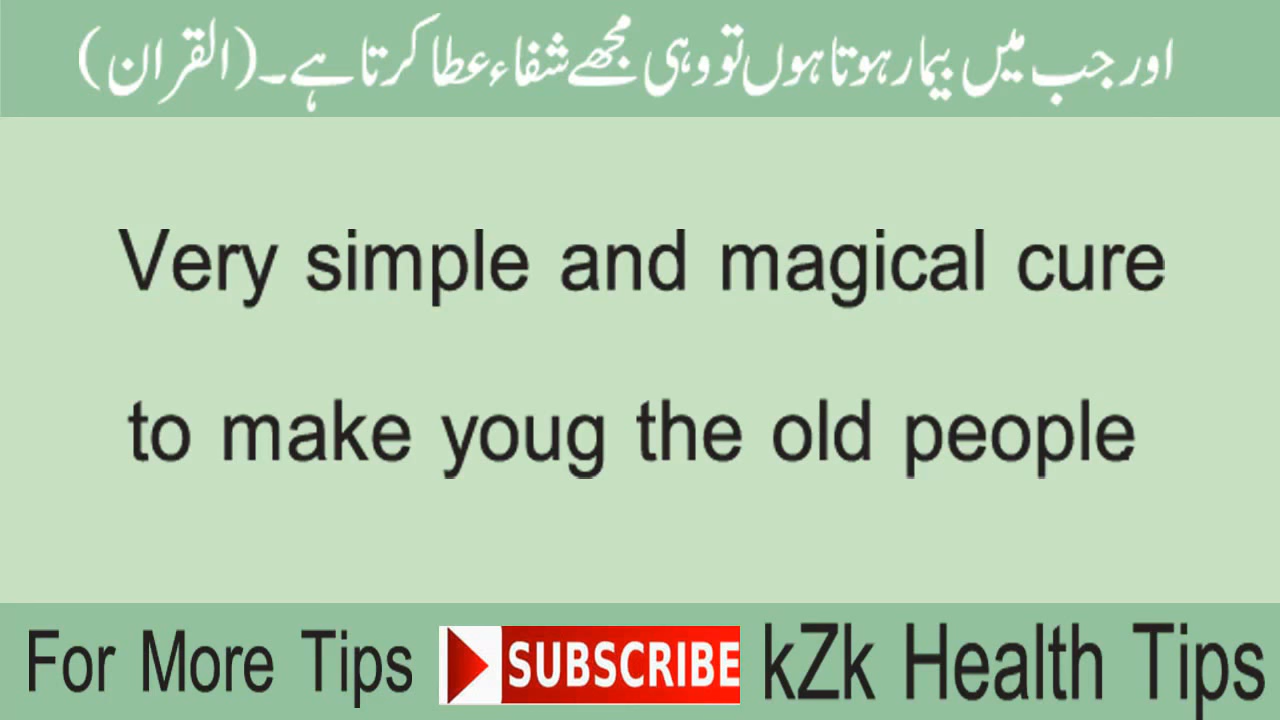 اور جب میں بیمار ہوتا ہوں تو وہی مجھے شفاء عطا کرتا ہے۔ (القران)
Very simple and magical cure
to make youg the old people
For More Tips SUBSCRIBE kZk Health Tips